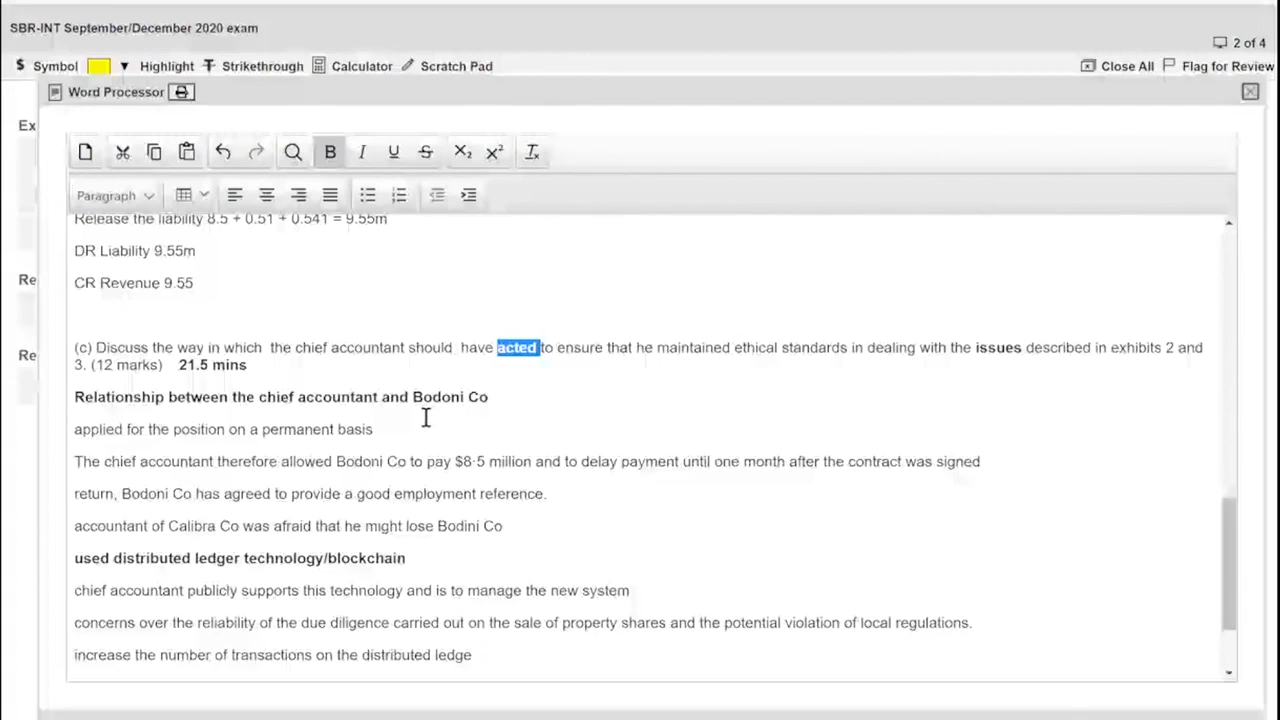 SBR-INT September/December 2020 exam
2 of 4
$ Symbol Highlight Strikethrough Calculator Scratch Pad Close All Flag for Review
Word Processor
Ex
Paragraph
Release the liability 8.5 + 0.51 + 0.541 = 9.55m
DR Liability 9.55m
Re
CR Revenue 9.55
(c) Discuss the way in which the chief accountant should have acted to ensure that he maintained ethical standards in dealing with the issues described in exhibits 2 and
Re
3. (12 marks) 21.5 mins
Relationship between the chief accountant and Bodoni Co
applied for the position on a permanent basis
The chief accountant therefore allowed Bodoni Co to pay $8·5 million and to delay payment until one month after the contract was signed
return, Bodoni Co has agreed to provide a good employment reference.
accountant of Calibra Co was afraid that he might lose Bodini Co
used distributed ledger technology/blockchain
chief accountant publicly supports this technology and is to manage the new system
concerns over the reliability of the due diligence carried out on the sale of property shares and the potential violation of local regulations.
increase the number of transactions on the distributed ledge